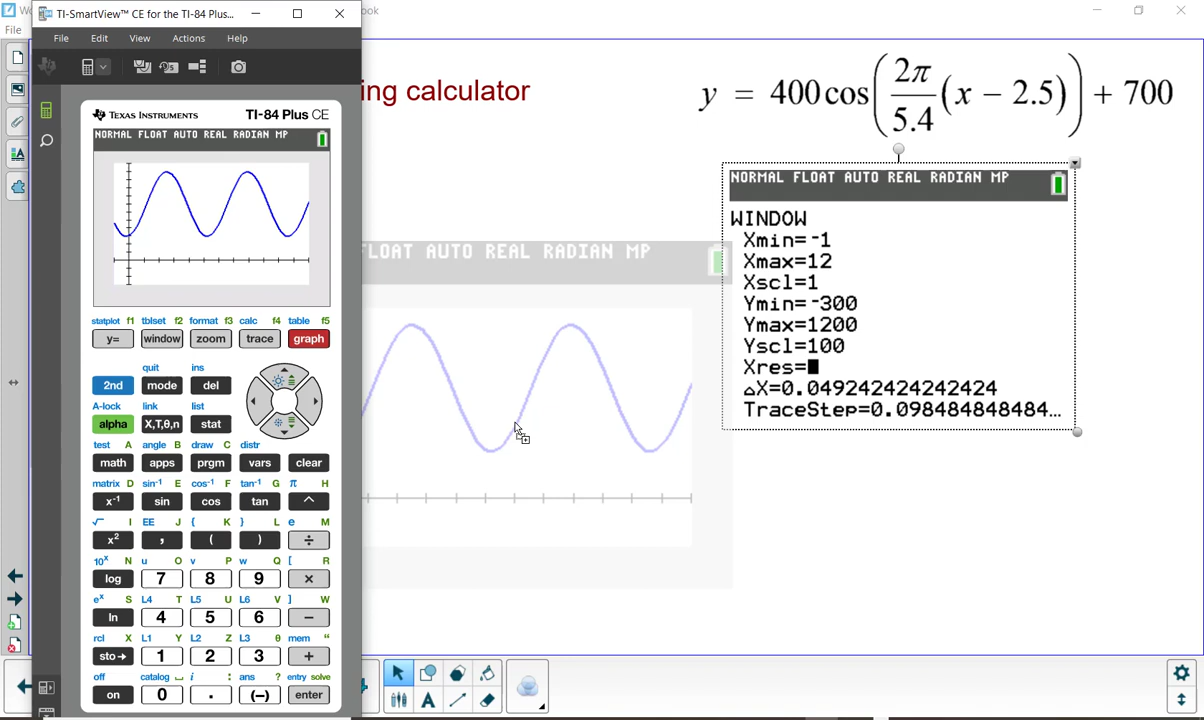 TI-SmartView™ CE for the TI-84 Plus...
File Edit View Actions Help
File
ing calculator
y = 400cos(2π/5.4 (x − 2.5)) + 700
TEXAS INSTRUMENTS TI-84 Plus CE
NORMAL FLOAT AUTO REAL RADIAN MP
NORMAL FLOAT AUTO REAL RADIAN MP
WINDOW
Xmin=-1
Xmax=12
Xscl=1
Ymin=-300
Ymax=1200
Yscl=100
Xres=
△X=0.049242424242424
TraceStep=0.098484848484...
FLOAT AUTO REAL RADIAN MP
statplot f1 tblset f2 format f3 calc f4 table f5
y= window zoom trace graph
quit ins
2nd mode del
A-lock link list
alpha X,T,θ,n stat
test A angle B draw C distr
math apps prgm vars clear
matrix D sin⁻¹ E cos⁻¹ F tan⁻¹ G π H
x⁻¹ sin cos tan ^
√ I EE J { K } L e M
x² , ( ) ÷
10ˣ N u O v P w Q [ R
log 7 8 9 ×
eˣ S L4 T L5 U L6 V ] W
ln 4 5 6 −
rcl X L1 Y L2 Z L3 θ mem "
sto→ 1 2 3 +
off catalog i : ans ? entry solve
on 0 . (−) enter